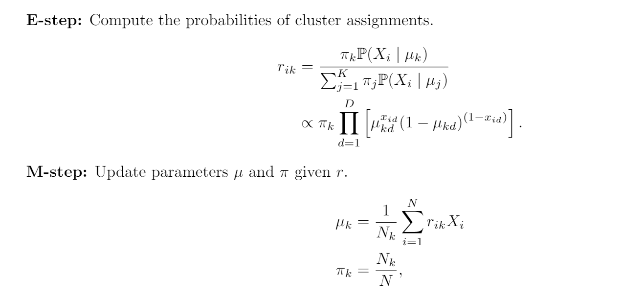 E-step: Compute the probabilities of cluster assignments.
r_{ik} = \frac{\pi_k \mathbb{P}(X_i \mid \mu_k)}{\sum_{j=1}^{K} \pi_j \mathbb{P}(X_i \mid \mu_j)}
\propto \pi_k \prod_{d=1}^{D} \left[ \mu_{kd}^{x_{id}} (1 - \mu_{kd})^{(1-x_{id})} \right].
M-step: Update parameters μ and π given r.
\mu_k = \frac{1}{N_k} \sum_{i=1}^{N} r_{ik} X_i
\pi_k = \frac{N_k}{N},